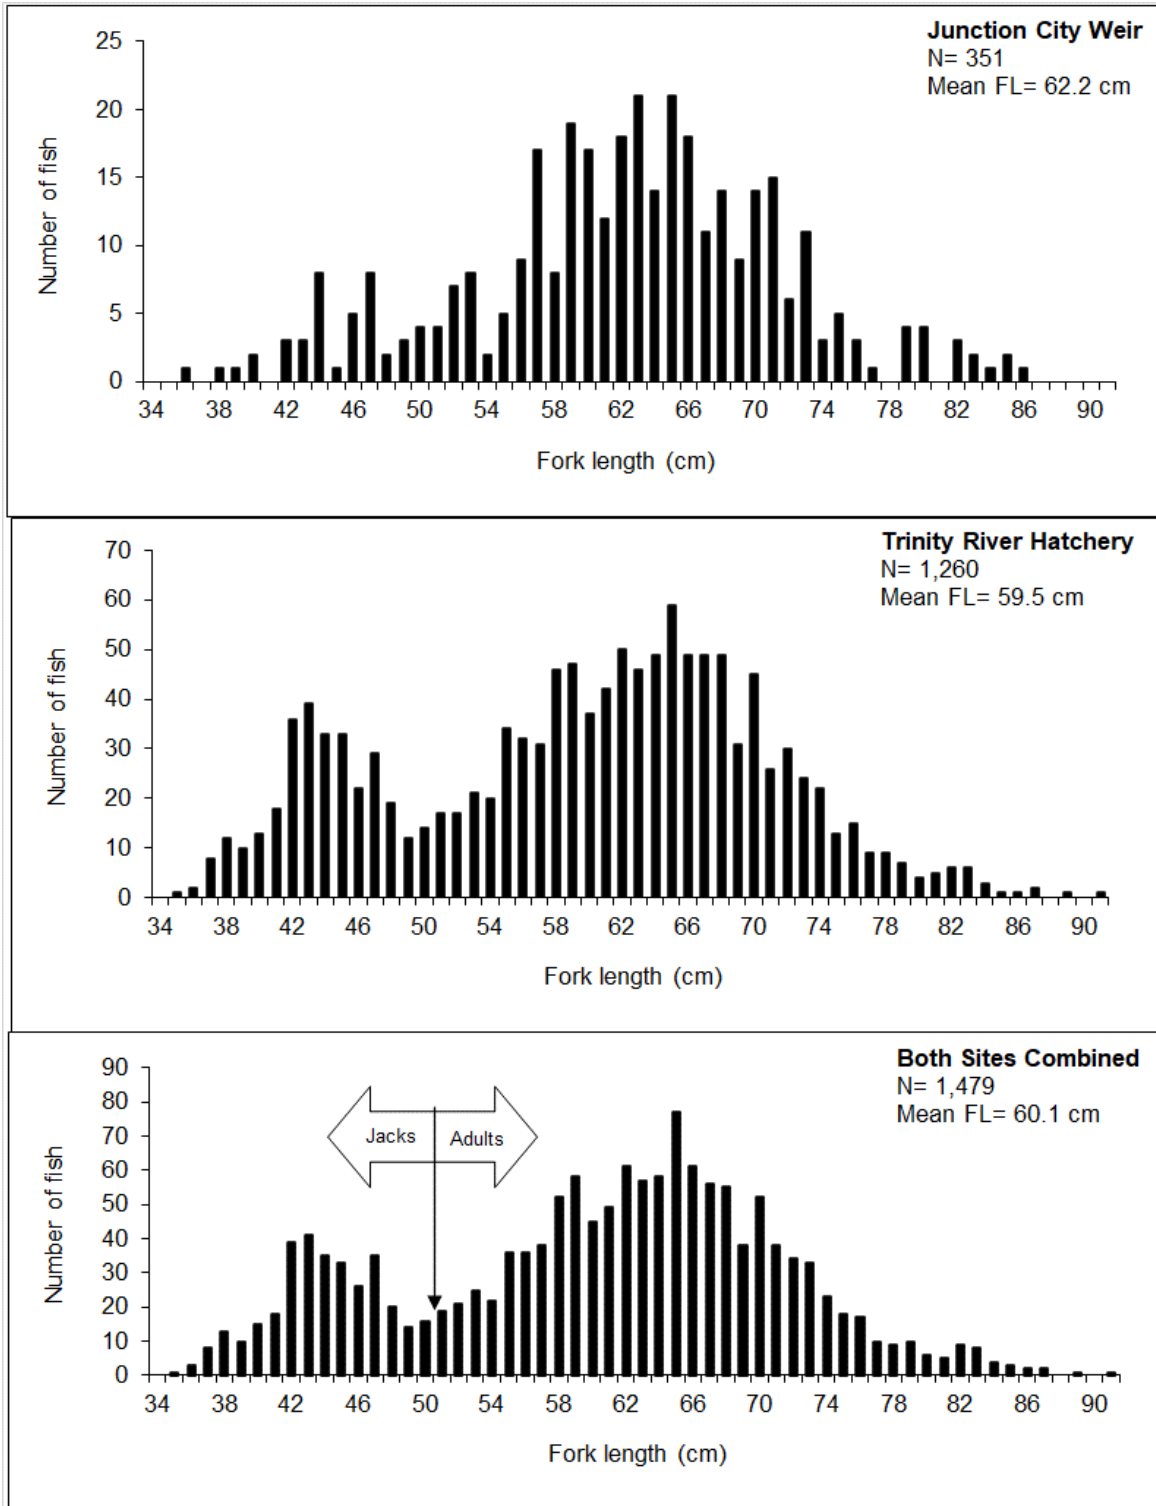 Junction City Weir
N= 351
Mean FL= 62.2 cm
25
20
15
10
5
0
Number of fish
34 38 42 46 50 54 58 62 66 70 74 78 82 86 90
Fork length (cm)
Trinity River Hatchery
N= 1,260
Mean FL= 59.5 cm
70
60
50
40
30
20
10
0
Number of fish
34 38 42 46 50 54 58 62 66 70 74 78 82 86 90
Fork length (cm)
Both Sites Combined
N= 1,479
Mean FL= 60.1 cm
90
80
70
60
50
40
30
20
10
0
Number of fish
Jacks Adults
34 38 42 46 50 54 58 62 66 70 74 78 82 86 90
Fork length (cm)